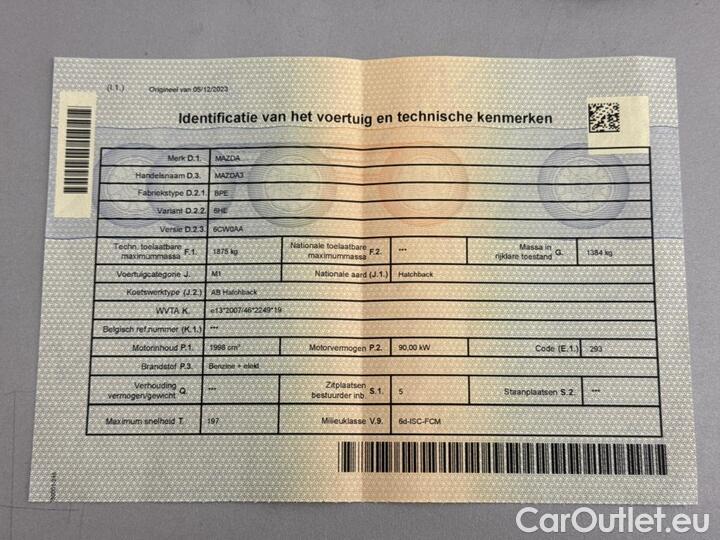 (I.1.) Origineel van 05/12/2023
Identificatie van het voertuig en technische kenmerken
Merk D.1. MAZDA
Handelsnaam D.3. MAZDA3
Fabriekstype D.2.1. BPE
Variant D.2.2. 6HE
Versie D.2.3. 6CW0AA
Techn. toelaatbare maximummassa F.1. 1875 kg Nationale toelaatbare maximummassa F.2. *** Massa in rijklare toestand G. 1384 kg
Voertuigcategorie J. M1 Nationale aard (J.1.) Hatchback
Koetswerktype (J.2.) AB Hatchback
WVTA K. e13*2007/46*2249*19
Belgisch ref.nummer (K.1.) ***
Motorinhoud P.1. 1998 cm³ Motorvermogen P.2. 90,00 kW Code (E.1.) 293
Brandstof P.3. Benzine + elekt
Verhouding vermogen/gewicht Q. *** Zitplaatsen bestuurder inb. S.1. 5 Staanplaatsen S.2. ***
Maximum snelheid T. 197 Milieuklasse V.9. 6d-ISC-FCM
CarOutlet.eu